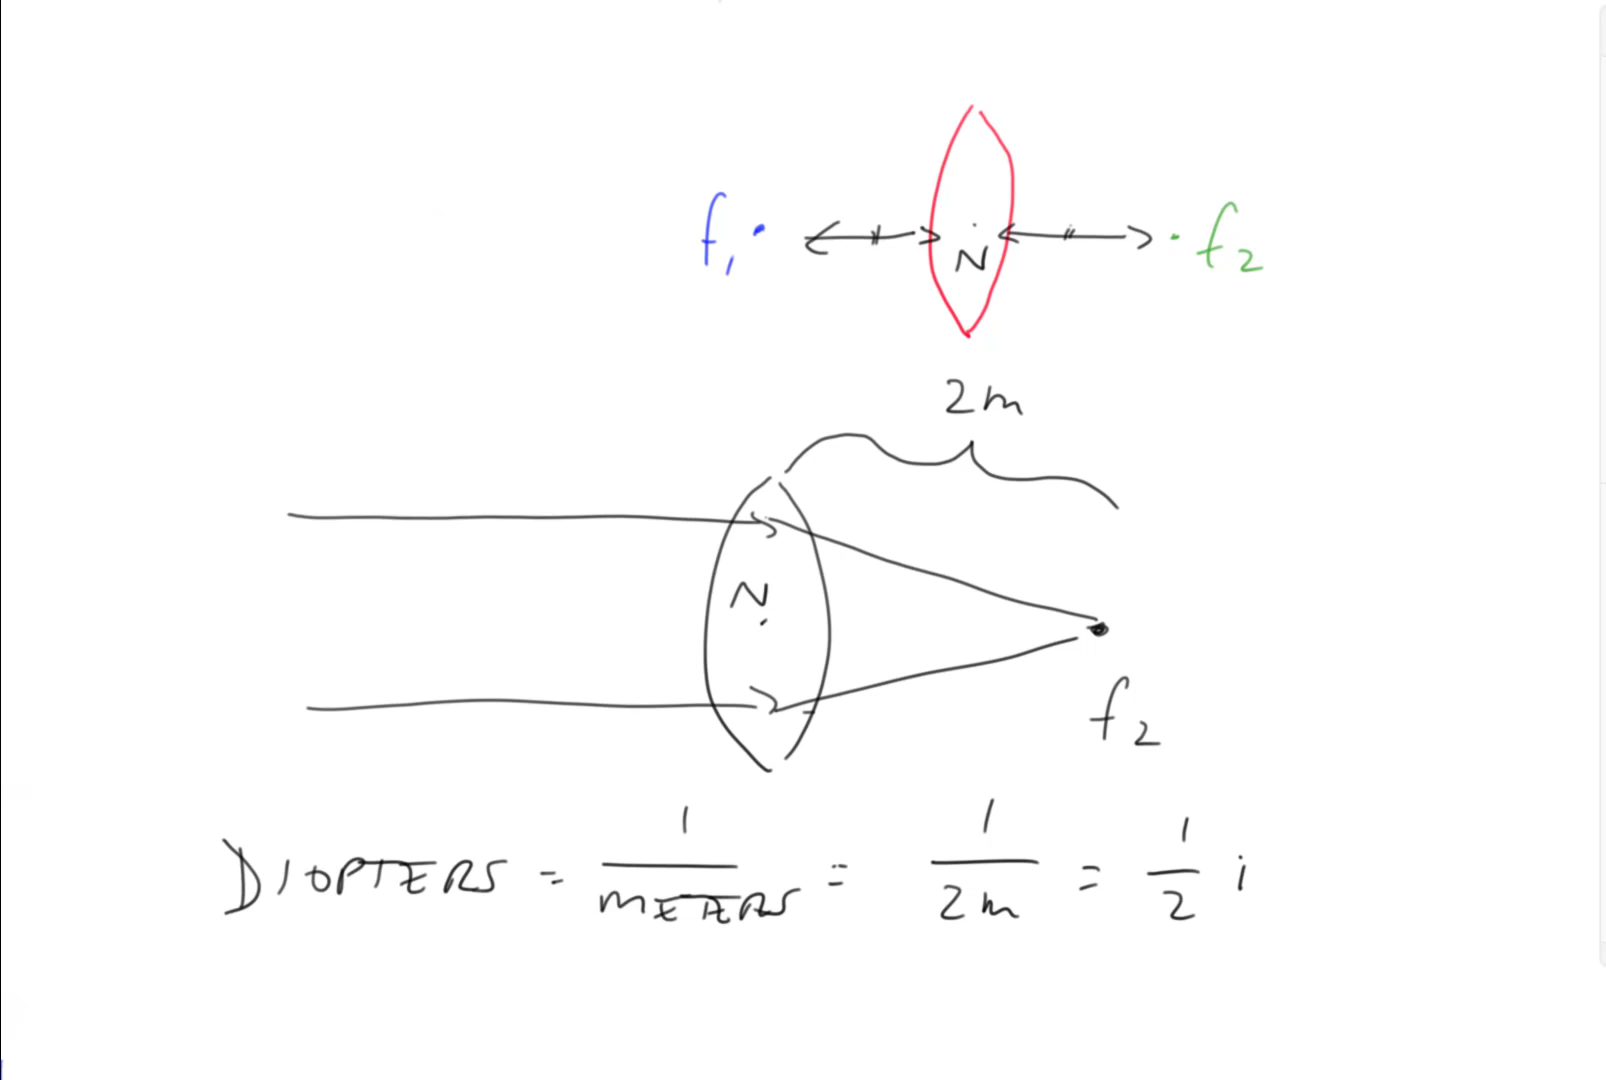 f₁ N f₂
2m
N
f₂
DIOPTERS = 1/METERS = 1/2m = 1/2 i